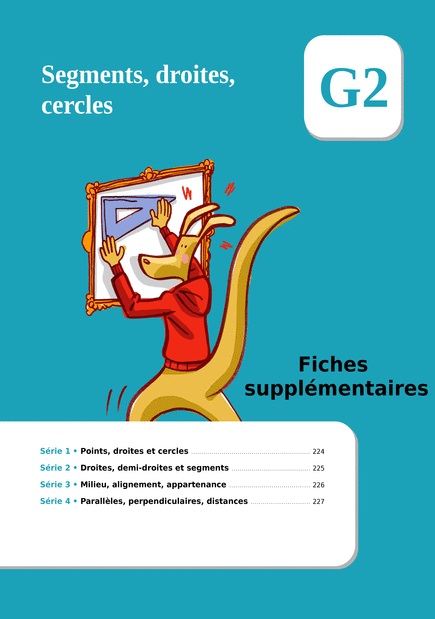 Segments, droites,
cercles
G2
Fiches
supplémentaires
Série 1 • Points, droites et cercles ........ 224
Série 2 • Droites, demi-droites et segments ........ 225
Série 3 • Milieu, alignement, appartenance ........ 226
Série 4 • Parallèles, perpendiculaires, distances ........ 227